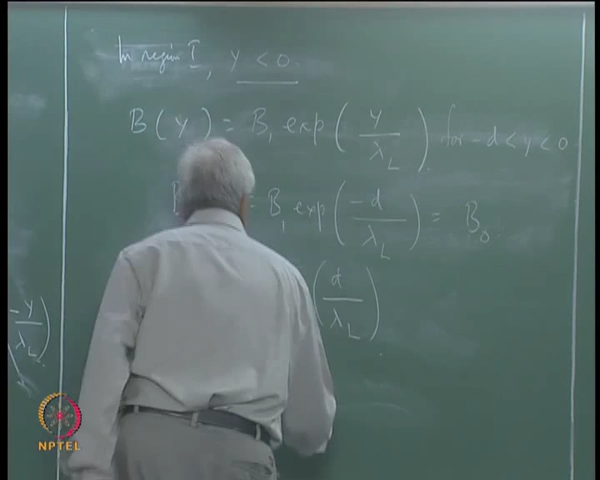 In region I, y < 0.
B(y) = B₁ exp(y/λ_L) for -d < y < 0
B = B₁ exp(-d/λ_L) = B₀
(d/λ_L).
-y/λ_L)
NPTEL